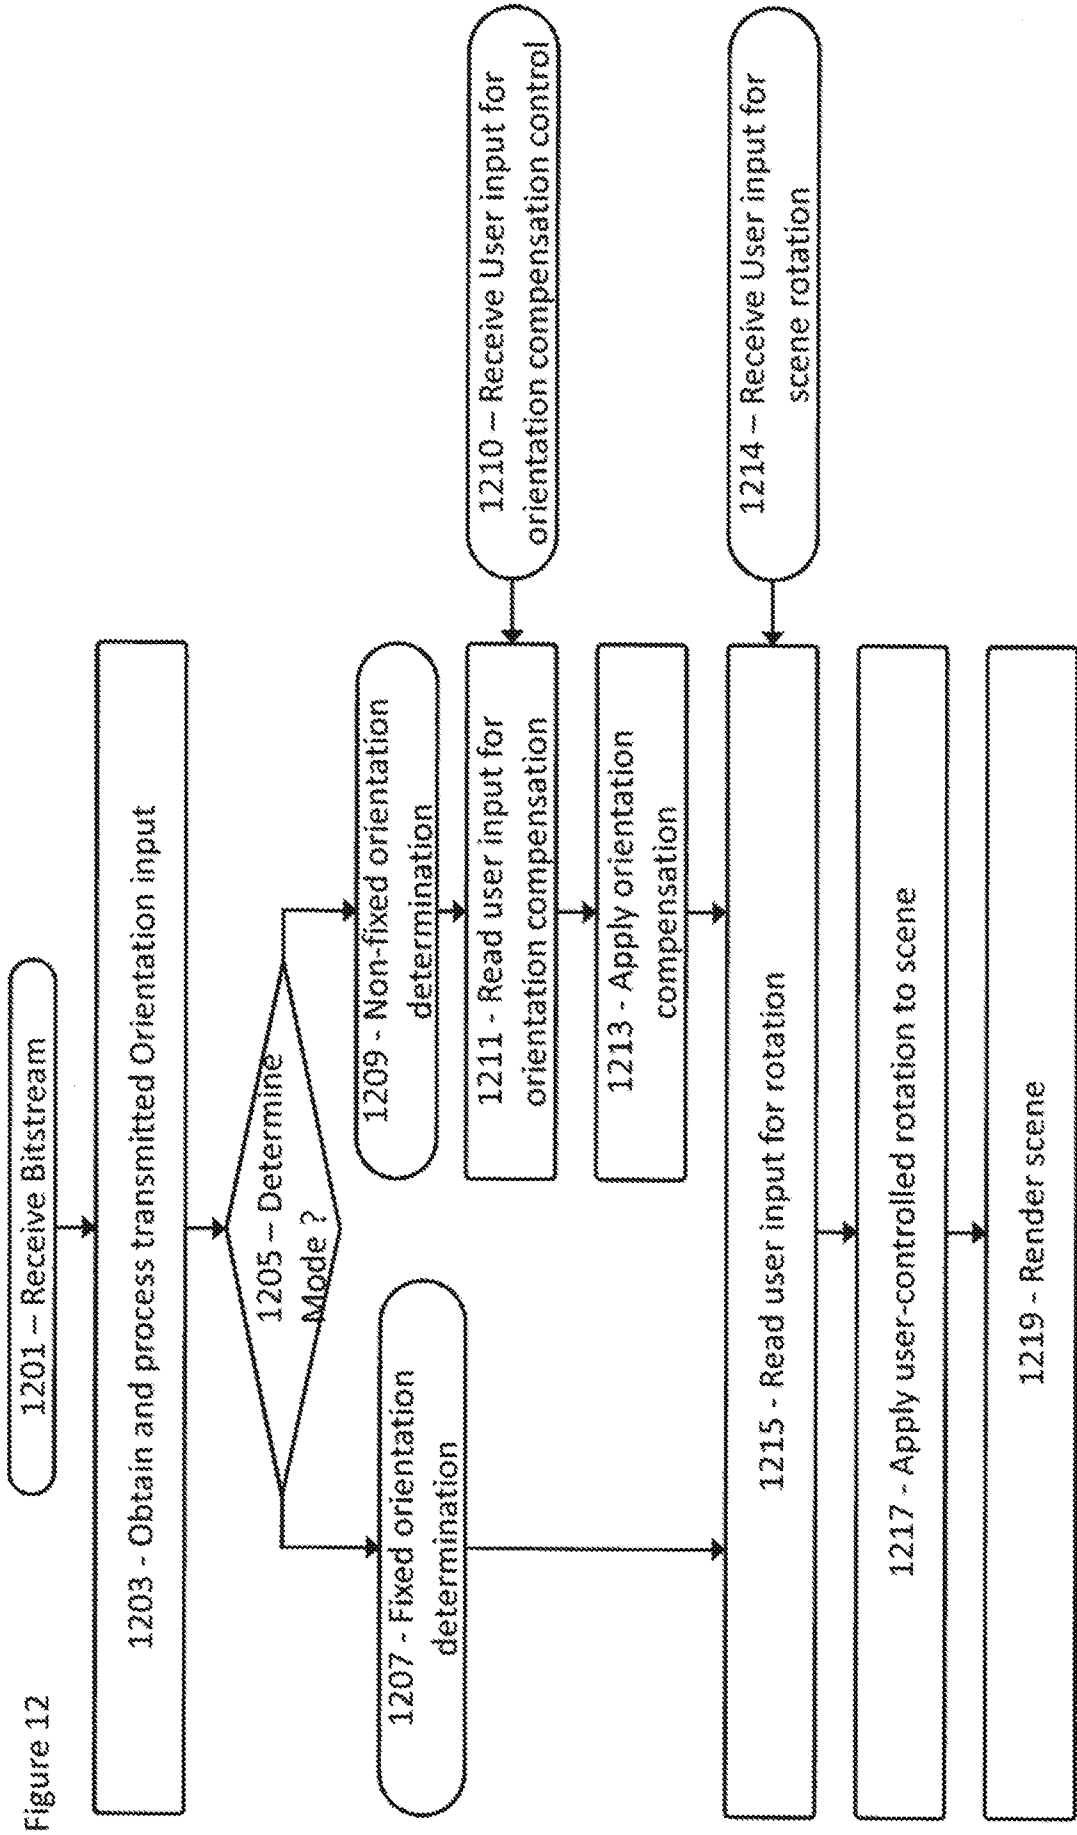 Figure 12
1201 – Receive Bitstream
1203 - Obtain and process transmitted Orientation input
1205 – Determine
Mode ?
1207 - Fixed orientation
determination
1209 - Non-fixed orientation
determination
1210 – Receive User input for
orientation compensation control
1211 - Read user input for
orientation compensation
1213 - Apply orientation
compensation
1214 – Receive User input for
scene rotation
1215 - Read user input for rotation
1217 - Apply user-controlled rotation to scene
1219 - Render scene